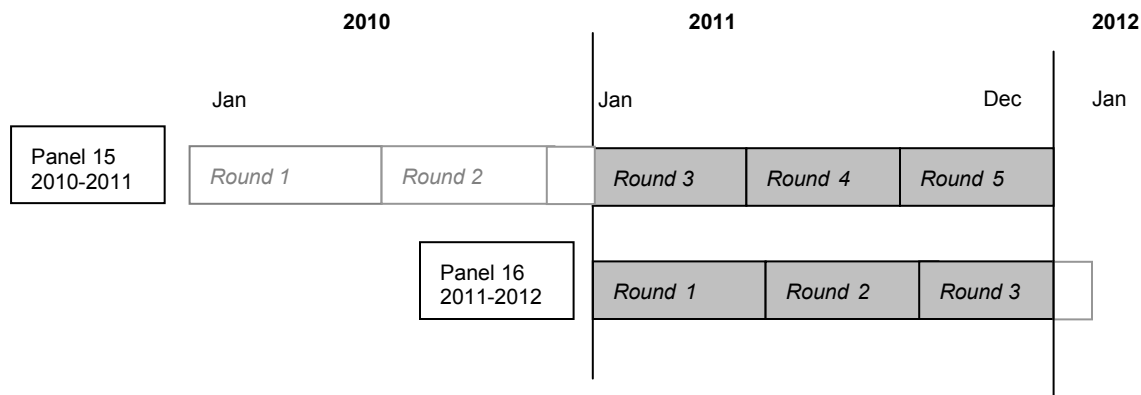 2010 2011 2012
Jan Jan Dec Jan
Panel 15
2010-2011
Round 1 Round 2 Round 3 Round 4 Round 5
Panel 16
2011-2012
Round 1 Round 2 Round 3